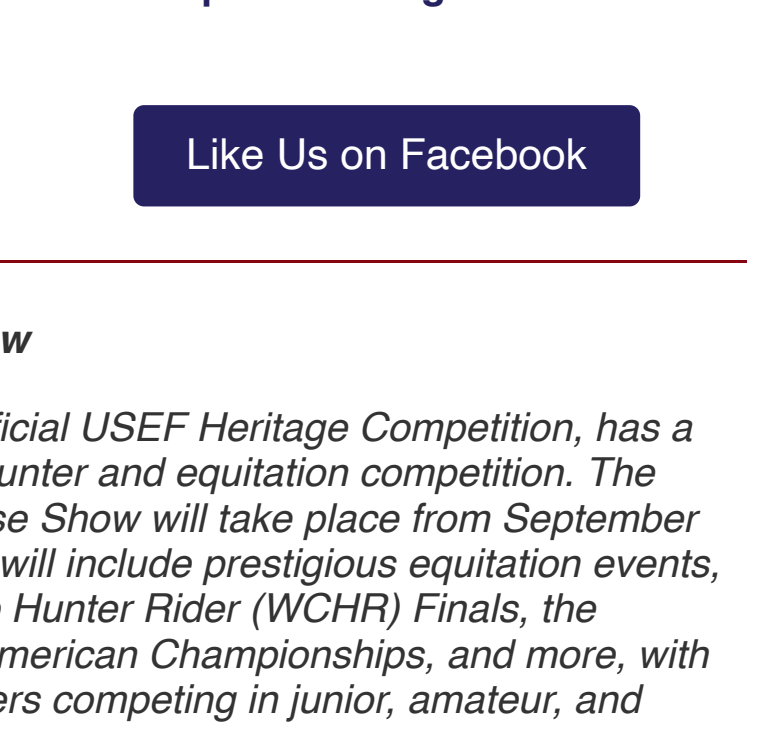 Like Us on Facebook
w
ficial USEF Heritage Competition, has a
unter and equitation competition. The
se Show will take place from September
will include prestigious equitation events,
Hunter Rider (WCHR) Finals, the
merican Championships, and more, with
ers competing in junior, amateur, and